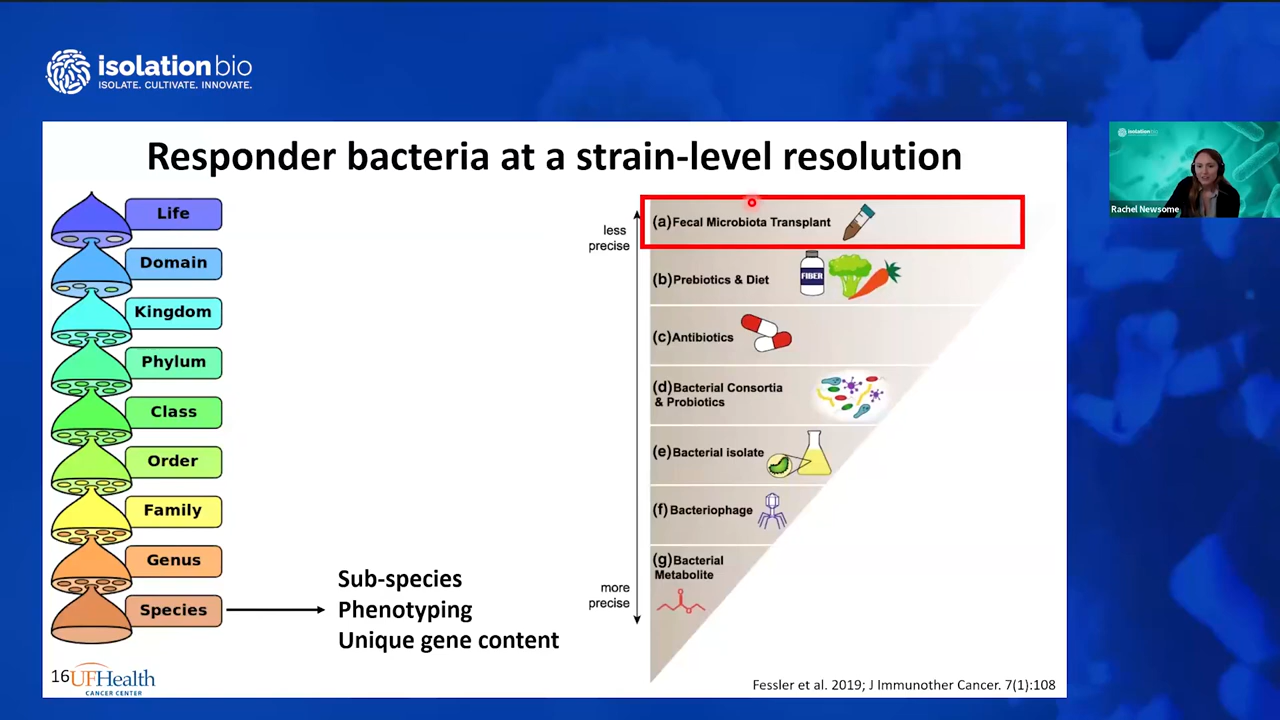 isolationbio
ISOLATE. CULTIVATE. INNOVATE.
Responder bacteria at a strain-level resolution
Life
Domain
Kingdom
Phylum
Class
Order
Family
Genus
Species
Sub-species
Phenotyping
Unique gene content
less
precise
more
precise
(a) Fecal Microbiota Transplant
(b) Prebiotics & Diet
FIBER
(c) Antibiotics
(d) Bacterial Consortia
& Probiotics
(e) Bacterial isolate
(f) Bacteriophage
(g) Bacterial
Metabolite
O
O
16
UFHealth
CANCER CENTER
Fessler et al. 2019; J Immunother Cancer. 7(1):108
isolationbio
Rachel Newsome